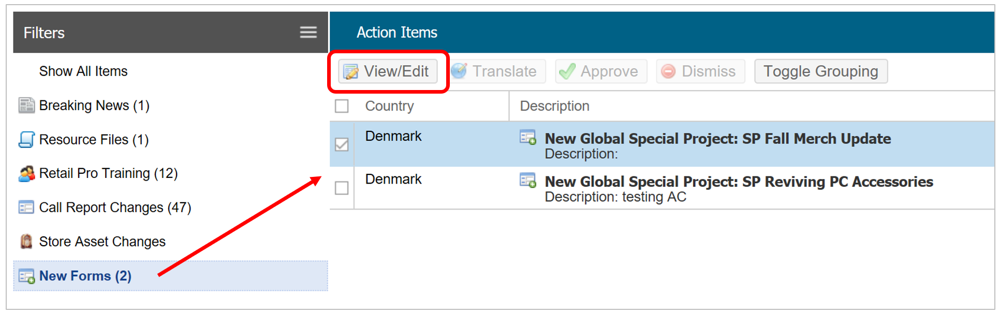 Filters
Show All Items
Breaking News (1)
Resource Files (1)
Retail Pro Training (12)
Call Report Changes (47)
Store Asset Changes
New Forms (2)
Action Items
View/Edit Translate Approve Dismiss Toggle Grouping
Country Description
Denmark New Global Special Project: SP Fall Merch Update
Description:
Denmark New Global Special Project: SP Reviving PC Accessories
Description: testing AC